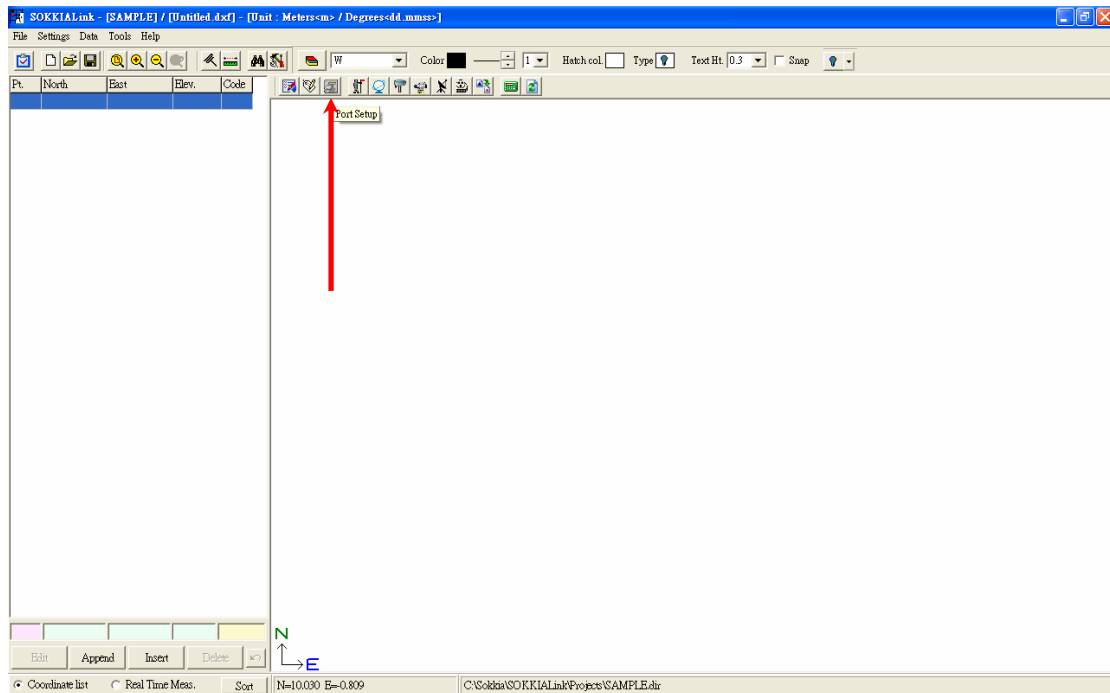 SOKKIALink - [SAMPLE] / [Untitled.dxf] - [Unit : Meters<m> / Degrees<dd.mmss>]
File Settings Data Tools Help
W Color 1 Hatch col. Type Text Ht. 0.3 Snap
Pt. North East Elev. Code
Port Setup
N
E
Edit Append Insert Delete
Coordinate list Real Time Meas. Sort N=10.030 E=-0.809 C:\Sokkia\SOKKIALink\Projects\SAMPLE.dir